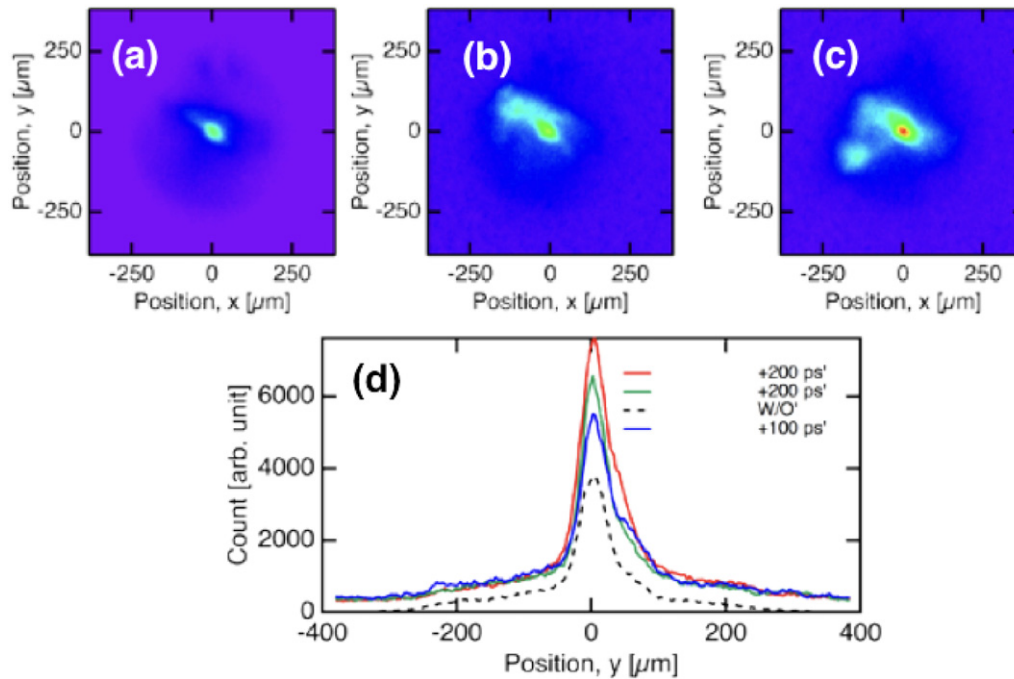 (a)
Position, y [µm]
250
0
-250
-250
0
250
Position, x [µm]
(b)
Position, y [µm]
250
0
-250
-250
0
250
Position, x [µm]
(c)
Position, y [µm]
250
0
-250
-250
0
250
Position, x [µm]
(d)
Count [arb. unit]
6000
4000
2000
0
+200 ps'
+200 ps'
W/O'
+100 ps'
-400
-200
0
200
400
Position, y [µm]